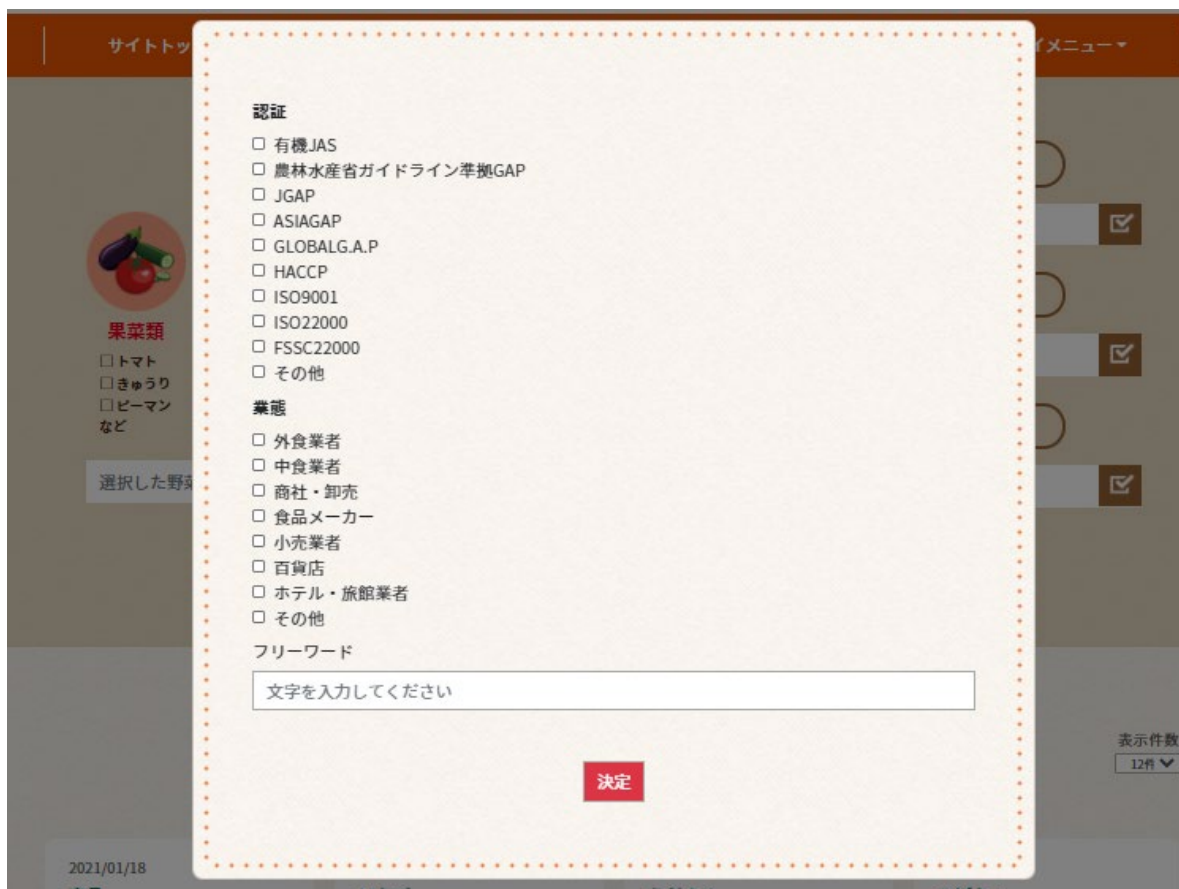 サイトトッ
イメニュー
認証
有機JAS
農林水産省ガイドライン準拠GAP
JGAP
ASIAGAP
GLOBALG.A.P
HACCP
ISO9001
ISO22000
FSSC22000
その他
業態
外食業者
中食業者
商社・卸売
食品メーカー
小売業者
百貨店
ホテル・旅館業者
その他
フリーワード
文字を入力してください
決定
果菜類
トマト
きゅうり
ピーマン
など
選択した野菜
表示件数
12件
2021/01/18